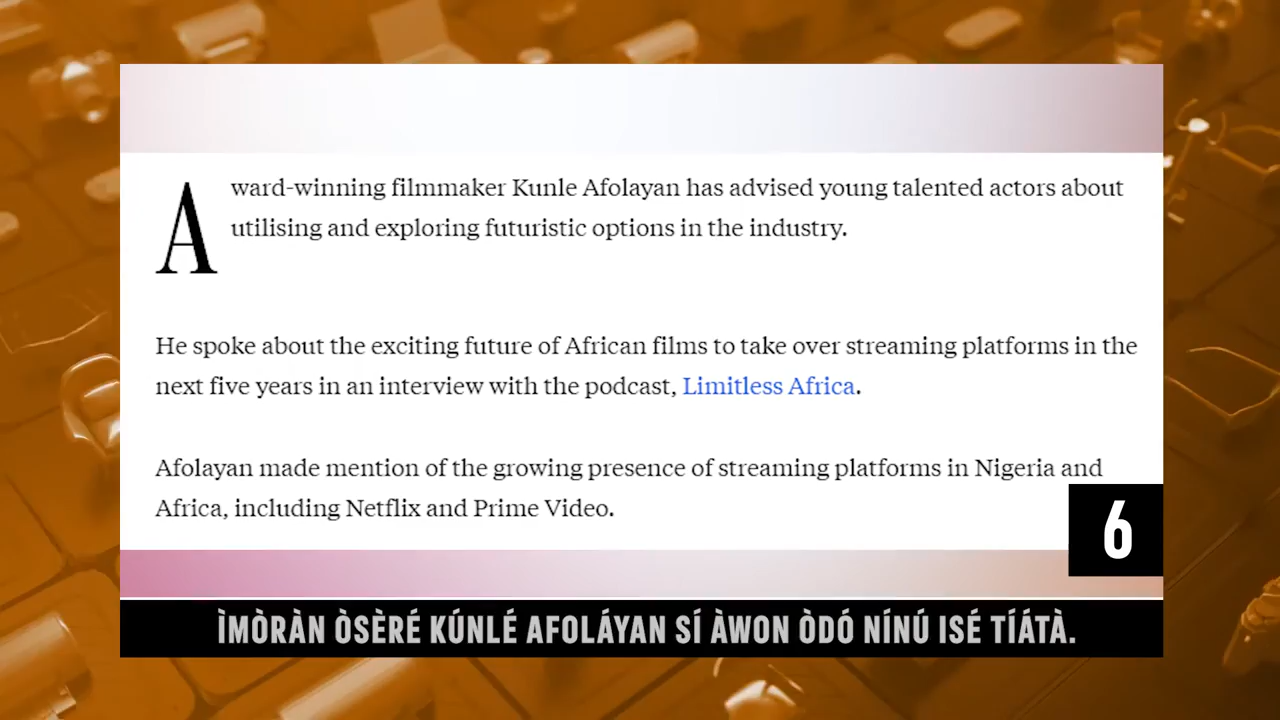 Award-winning filmmaker Kunle Afolayan has advised young talented actors about
utilising and exploring futuristic options in the industry.
He spoke about the exciting future of African films to take over streaming platforms in the
next five years in an interview with the podcast, Limitless Africa.
Afolayan made mention of the growing presence of streaming platforms in Nigeria and
Africa, including Netflix and Prime Video.
6
ÌMÒRÀN ÒSÈRÉ KÚNLÉ AFOLÁYAN SÍ ÀWON ÒDÓ NÍNÚ ISÉ TÍÁTÀ.